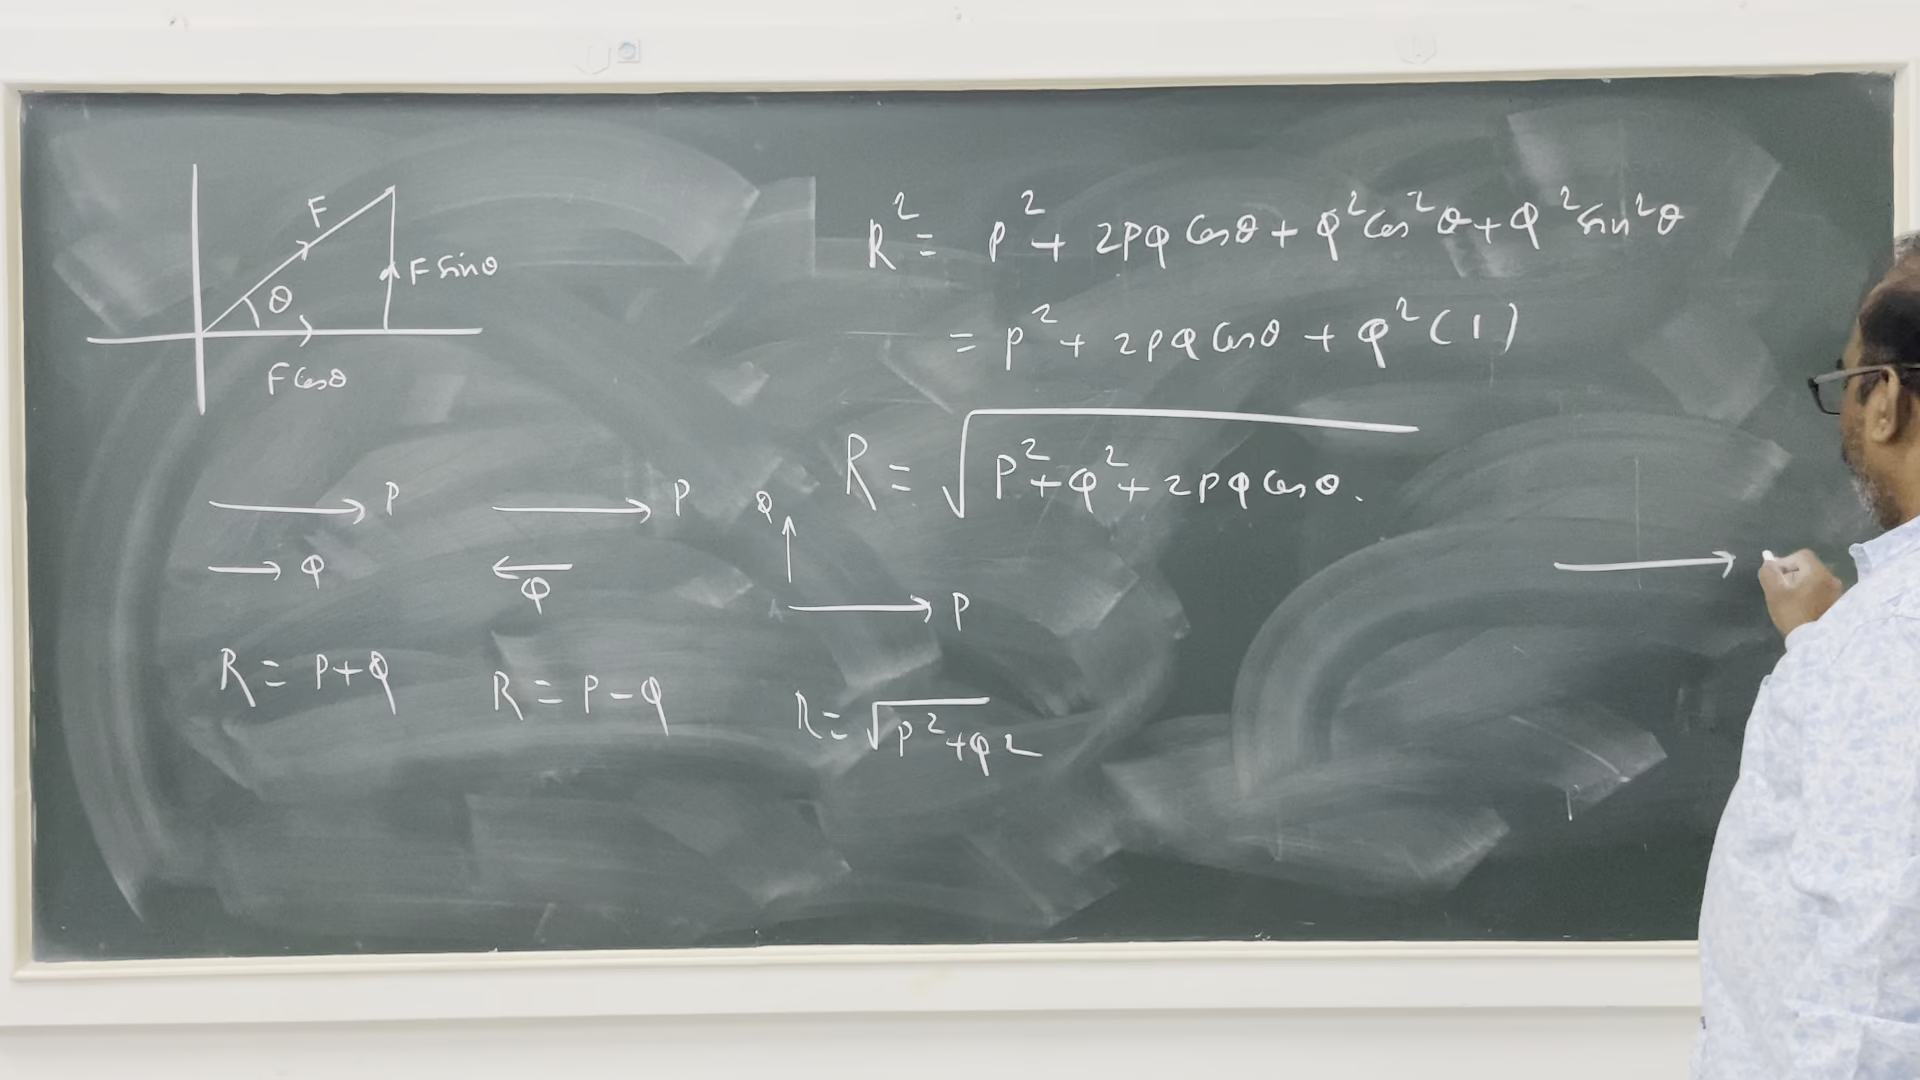 F
F sinθ
θ
F cosθ
R² = P² + 2PQ cosθ + Q² cos²θ + Q² sin²θ
= P² + 2PQ cosθ + Q² (1)
R = √P² + Q² + 2PQ cosθ.
P
Q
R = P+Q
P
Q
R = P-Q
Q
P
R = √P² + Q²